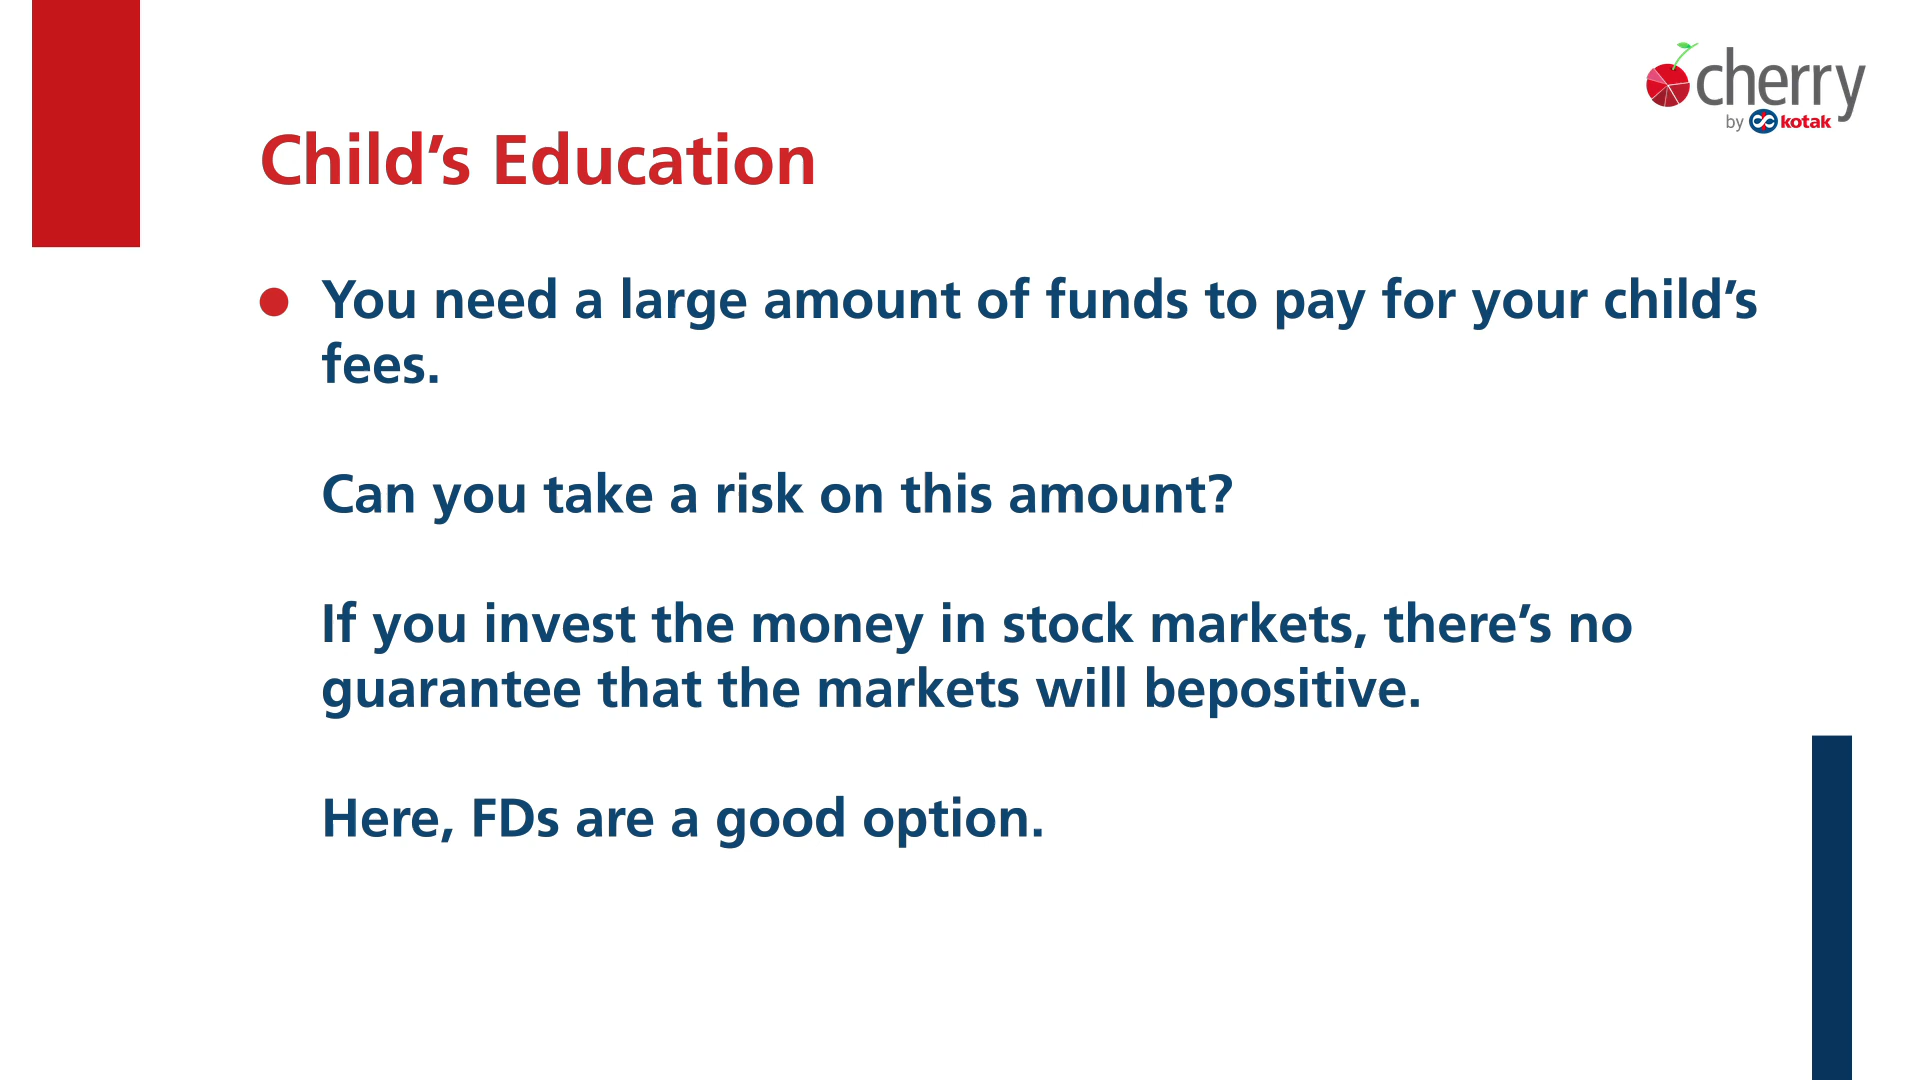 cherry
by kotak
Child’s Education
● You need a large amount of funds to pay for your child’s
fees.
Can you take a risk on this amount?
If you invest the money in stock markets, there’s no
guarantee that the markets will bepositive.
Here, FDs are a good option.